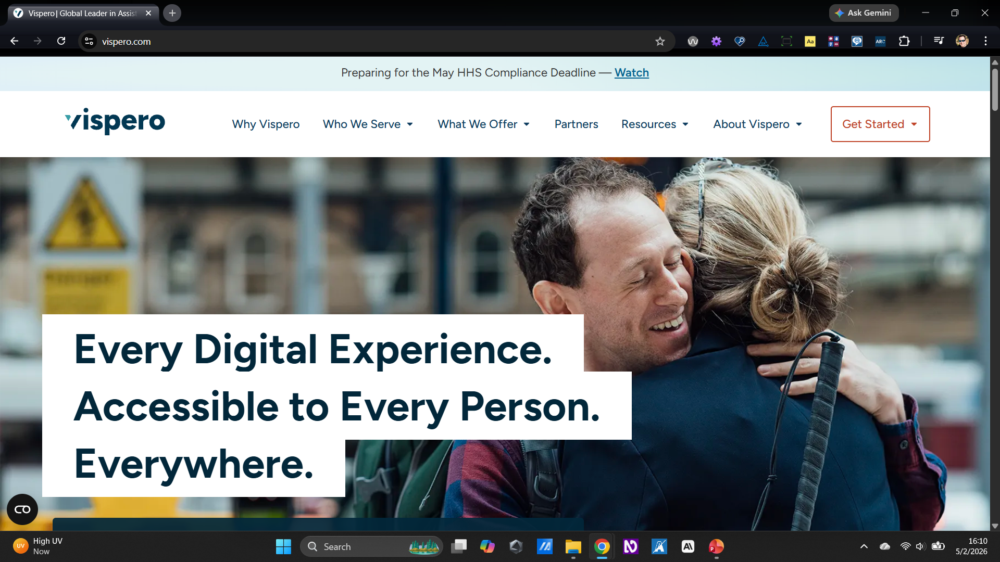 Vispero | Global Leader in Assist
Ask Gemini
vispero.com
Aa
ARC
Preparing for the May HHS Compliance Deadline — Watch
vispero
Why Vispero
Who We Serve
What We Offer
Partners
Resources
About Vispero
Get Started
Every Digital Experience.
Accessible to Every Person.
Everywhere.
UV
High UV
Now
Search
16:10
5/2/2026